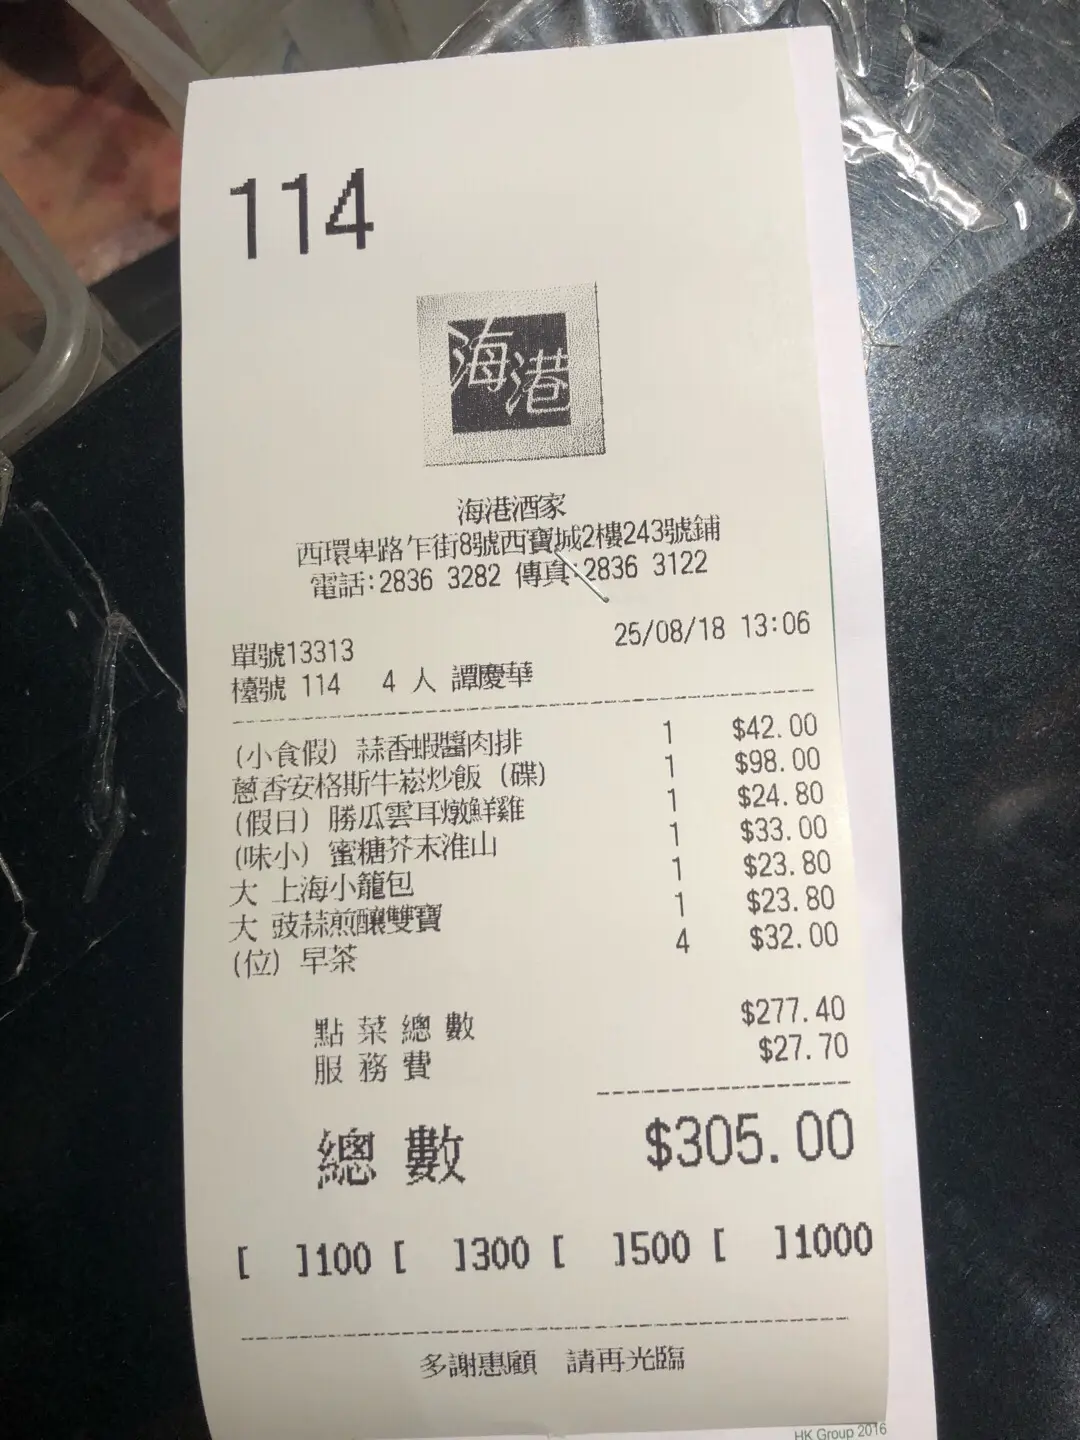 114
海港
海港酒家
西環卑路乍街8號西寶城2樓243號鋪
電話:2836 3282 傳真:2836 3122
單號13313 25/08/18 13:06
檯號 114 4 人 譚慶華
(小食假) 蒜香蝦醬肉排 1 $42.00
蔥香安格斯牛崧炒飯 (碟) 1 $98.00
(假日) 勝瓜雲耳燉鮮雞 1 $24.80
(味小) 蜜糖芥末淮山 1 $33.00
大 上海小籠包 1 $23.80
大 豉蒜煎釀雙寶 1 $23.80
(位) 早茶 4 $32.00
點菜總數 $277.40
服務費 $27.70
總數 $305.00
[ ]100 [ ]300 [ ]500 [ ]1000
多謝惠顧 請再光臨
HK Group 2016